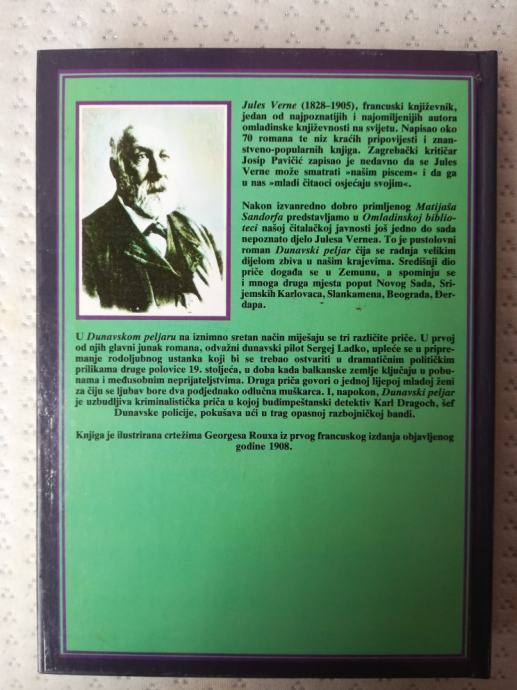 Jules Verne (1828–1905), francuski književnik,
jedan od najpoznatijih i najomiljenijih autora
omladinske književnosti na svijetu. Napisao oko
70 romana te niz kraćih pripovijesti i znan-
stveno-popularnih knjiga. Zagrebački kritičar
Josip Pavičić zapisao je nedavno da se Jules
Verne može smatrati »našim piscem« i da ga
u nas »mladi čitaoci osjećaju svojim«.
Nakon izvanredno dobro primljenog Matijaša
Sandorfa predstavljamo u Omladinskoj biblio-
teci našoj čitalačkoj javnosti još jedno do sada
nepoznato djelo Julesa Vernea. To je pustolovni
roman Dunavski peljar čija se radnja velikim
dijelom zbiva u našim krajevima. Središnji dio
priče događa se u Zemunu, a spominju se
i mnoga druga mjesta poput Novog Sada, Sri-
jemskih Karlovaca, Slankamena, Beograda, Đer-
dapa.
U Dunavskom peljaru na iznimno sretan način miješaju se tri različite priče. U prvoj
od njih glavni junak romana, odvažni dunavski pilot Sergej Ladko, upleće se u pripre-
manje rodoljubnog ustanka koji bi se trebao ostvariti u dramatičnim političkim
prilikama druge polovice 19. stoljeća, u doba kada balkanske zemlje ključaju u pobu-
nama i međusobnim neprijateljstvima. Druga priča govori o jednoj lijepoj mladoj ženi
za čiju se ljubav bore dva podjednako odlučna muškarca. I, napokon, Dunavski peljar
je uzbudljiva kriminalistička priča u kojoj budimpeštanski detektiv Karl Dragoch, šef
Dunavske policije, pokušava ući u trag opasnoj razbojničkoj bandi.
Knjiga je ilustrirana crtežima Georgesa Rouxa iz prvog francuskog izdanja objavljenog
godine 1908.